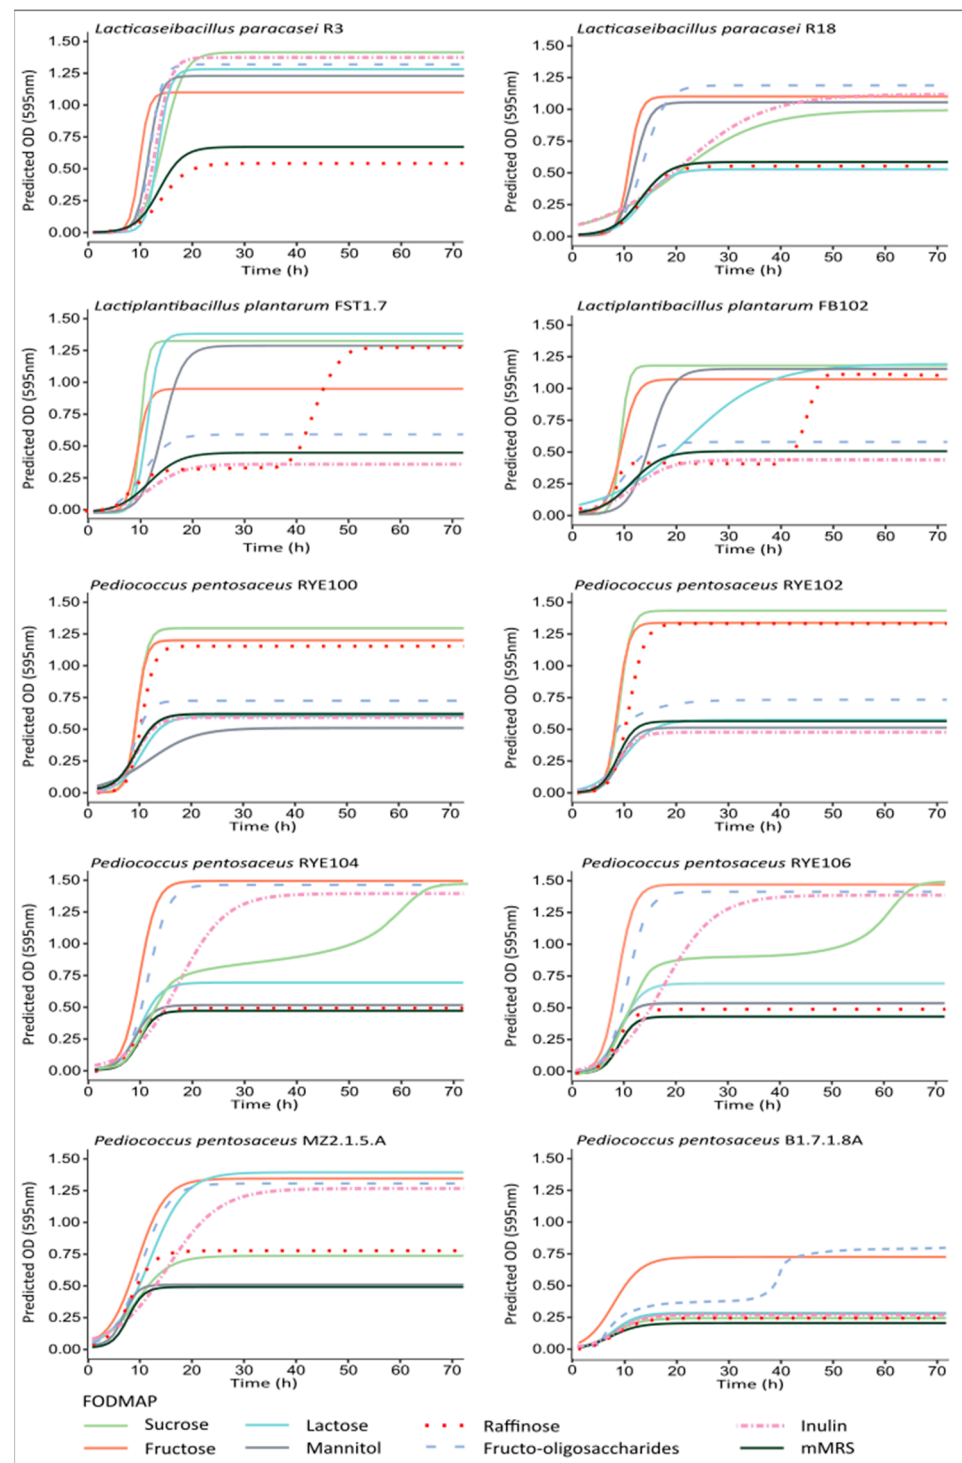 Lacticaseibacillus paracasei R3
Lacticaseibacillus paracasei R18
Predicted OD (595nm)
1.50
1.25
1.00
0.75
0.50
0.25
0.00
0 10 20 30 40 50 60 70
Time (h)
Predicted OD (595nm)
1.50
1.25
1.00
0.75
0.50
0.25
0.00
0 10 20 30 40 50 60 70
Time (h)
Lactiplantibacillus plantarum FST1.7
Lactiplantibacillus plantarum FB102
Predicted OD (595nm)
1.50
1.25
1.00
0.75
0.50
0.25
0.00
0 10 20 30 40 50 60 70
Time (h)
Predicted OD (595nm)
1.50
1.25
1.00
0.75
0.50
0.25
0.00
0 10 20 30 40 50 60 70
Time (h)
Pediococcus pentosaceus RYE100
Pediococcus pentosaceus RYE102
Predicted OD (595nm)
1.50
1.25
1.00
0.75
0.50
0.25
0.00
0 10 20 30 40 50 60 70
Time (h)
Predicted OD (595nm)
1.50
1.25
1.00
0.75
0.50
0.25
0.00
0 10 20 30 40 50 60 70
Time (h)
Pediococcus pentosaceus RYE104
Pediococcus pentosaceus RYE106
Predicted OD (595nm)
1.50
1.25
1.00
0.75
0.50
0.25
0.00
0 10 20 30 40 50 60 70
Time (h)
Predicted OD (595nm)
1.50
1.25
1.00
0.75
0.50
0.25
0.00
0 10 20 30 40 50 60 70
Time (h)
Pediococcus pentosaceus MZ2.1.5.A
Pediococcus pentosaceus B1.7.1.8A
Predicted OD (595nm)
1.50
1.25
1.00
0.75
0.50
0.25
0.00
0 10 20 30 40 50 60 70
Time (h)
Predicted OD (595nm)
1.50
1.25
1.00
0.75
0.50
0.25
0.00
0 10 20 30 40 50 60 70
Time (h)
FODMAP
Sucrose Lactose Raffinose Inulin
Fructose Mannitol Fructo-oligosaccharides mMRS